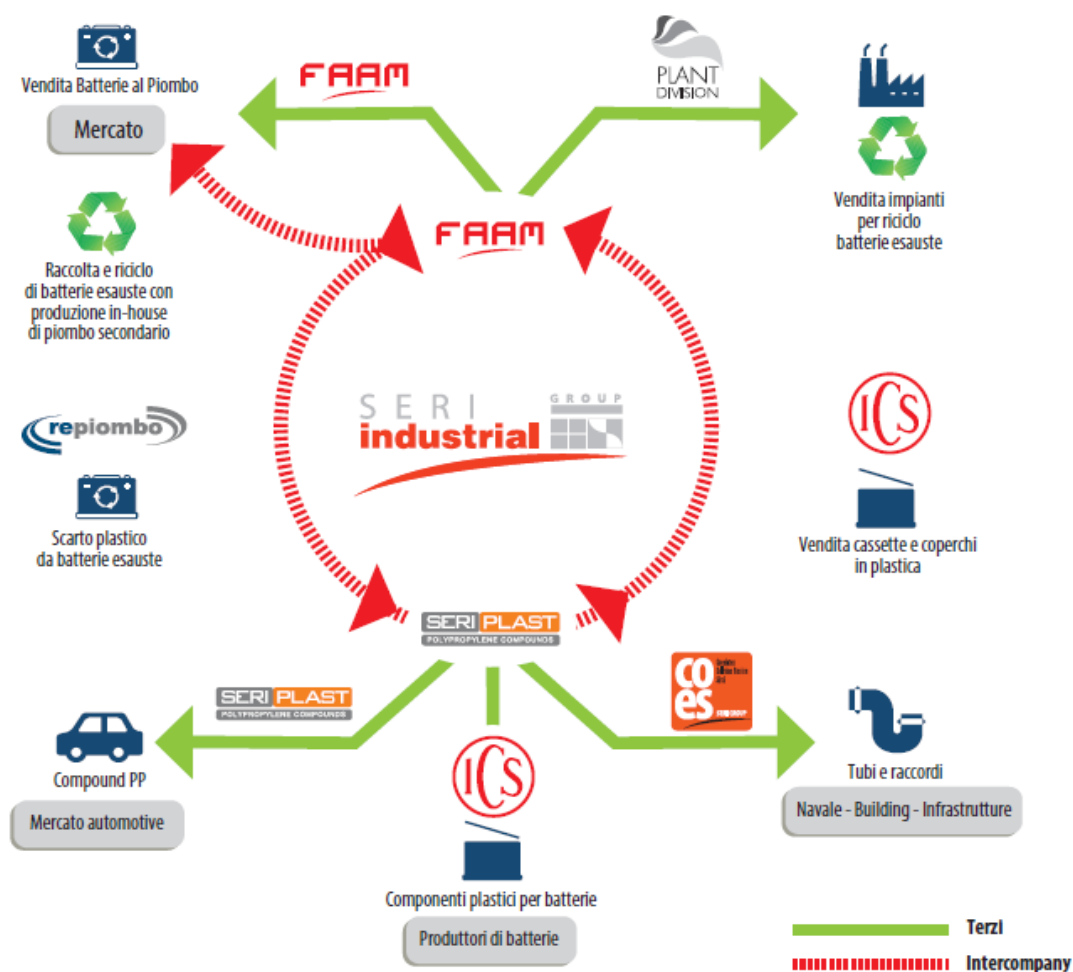 FAAM
PLANT
DIVISION
Vendita Batterie al Piombo
Mercato
Vendita impianti
per riciclo
batterie esauste
FAAM
Raccolta e riciclo
di batterie esauste con
produzione in-house
di piombo secondario
SERI
GROUP
industrial
ICS
repiombo
Scarto plastico
da batterie esauste
Vendita cassette e coperchi
in plastica
SERI PLAST
POLYPROPYLENE COMPOUNDS
SERI PLAST
POLYPROPYLENE COMPOUNDS
co
es
Compound PP
Mercato automotive
ICS
Tubi e raccordi
Navale - Building - Infrastrutture
Componenti plastici per batterie
Produttori di batterie
Terzi
Intercompany